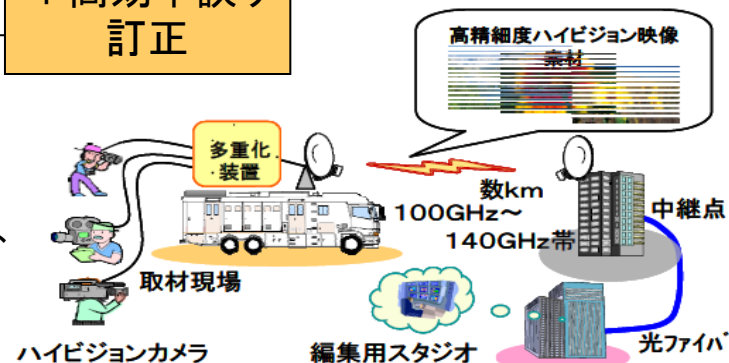 訂正
高精細度ハイビジョン映像
素材
多重化
装置
数km
100GHz～
140GHz帯
中継点
取材現場
ハイビジョンカメラ
編集用スタジオ
光ファイバ